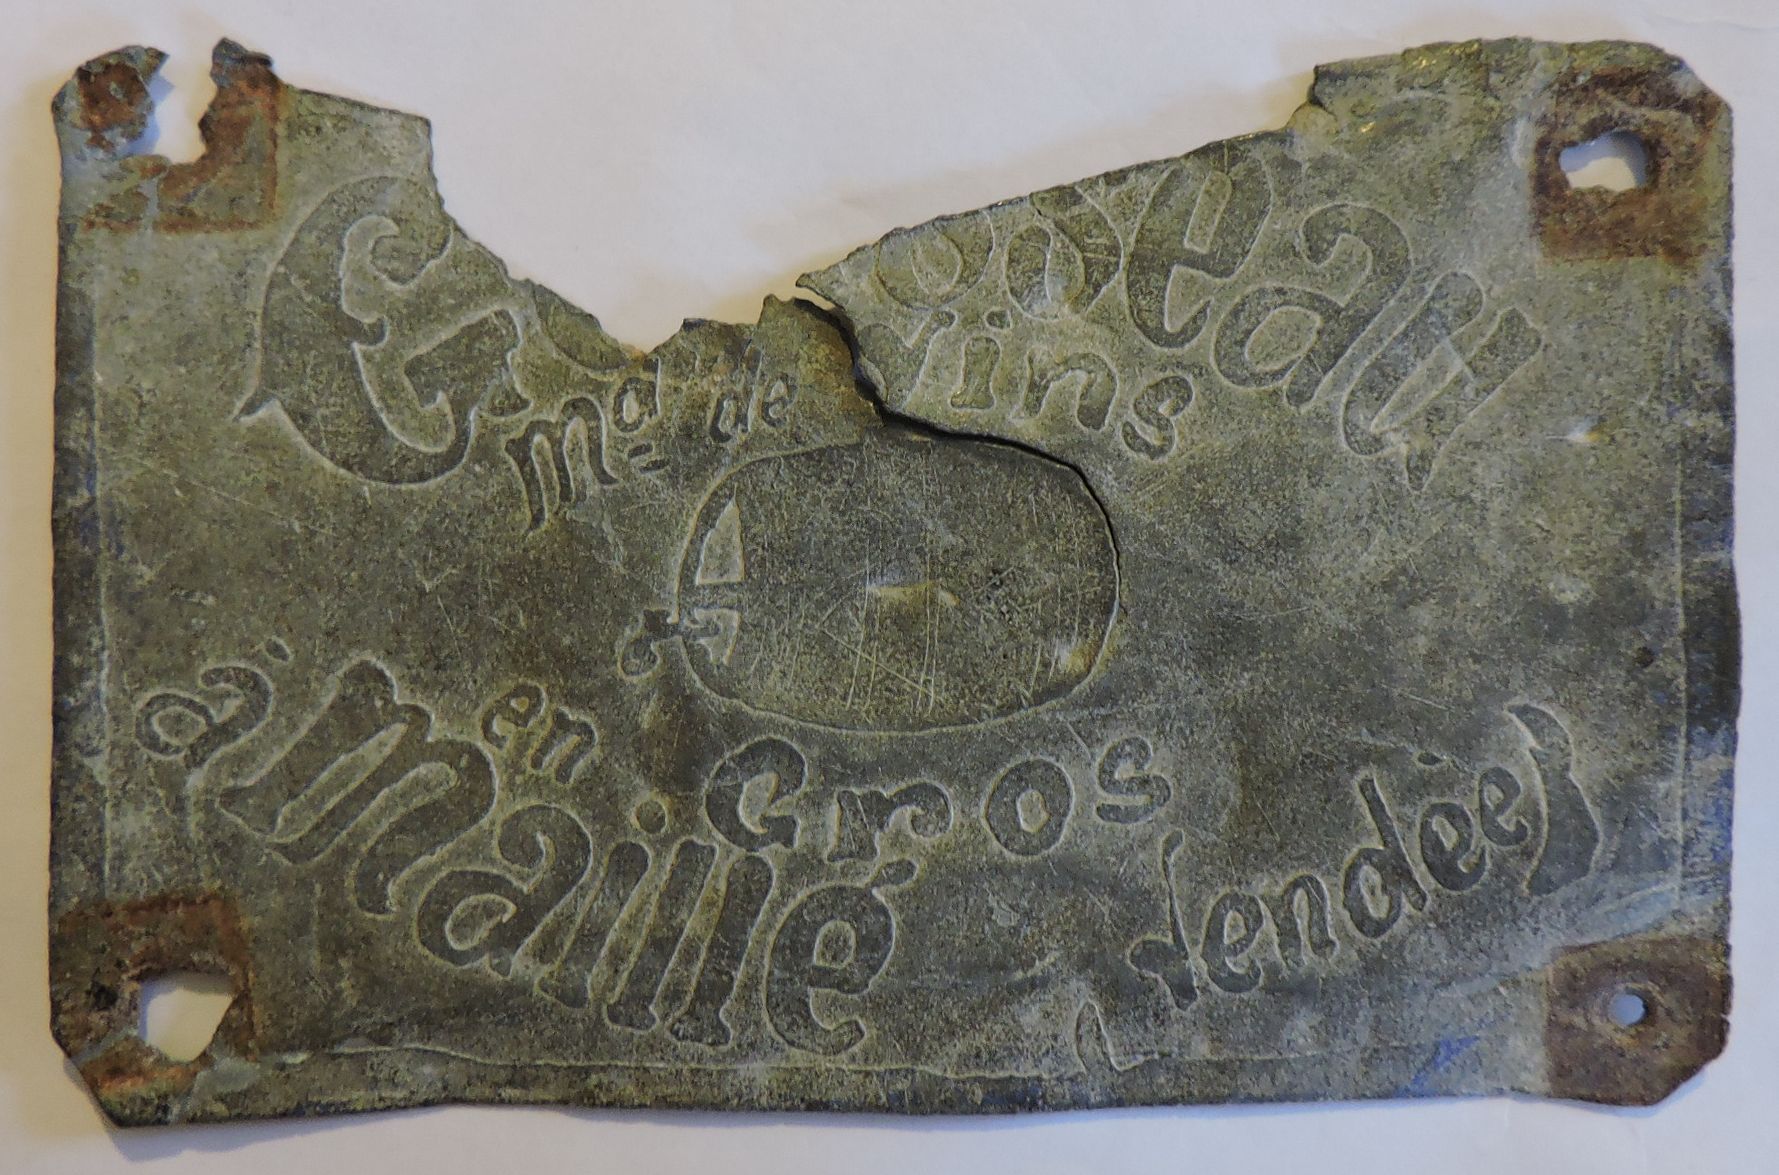 md de Vins
en Gros
à Maillé (Vendée)